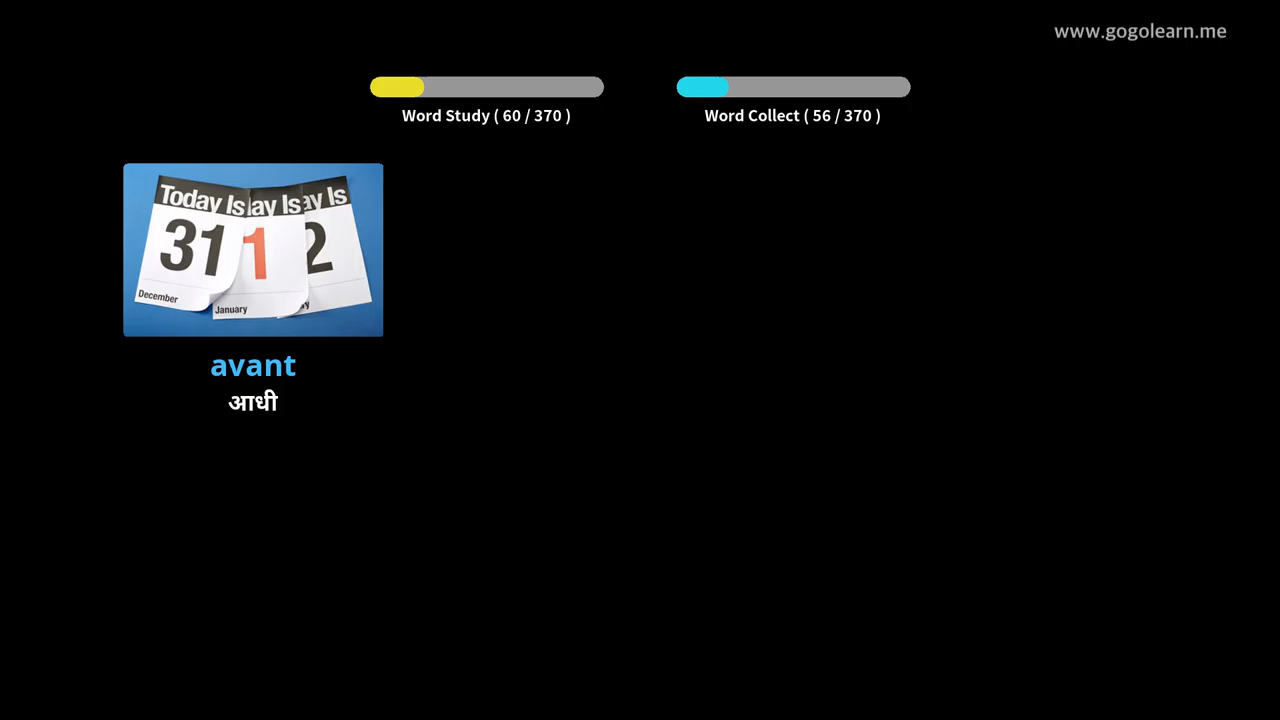 www.gogolearn.me
Word Study ( 60 / 370 )
Word Collect ( 56 / 370 )
Today Is
ay Is
ay Is
31
1
2
December
January
ry
avant
आधी